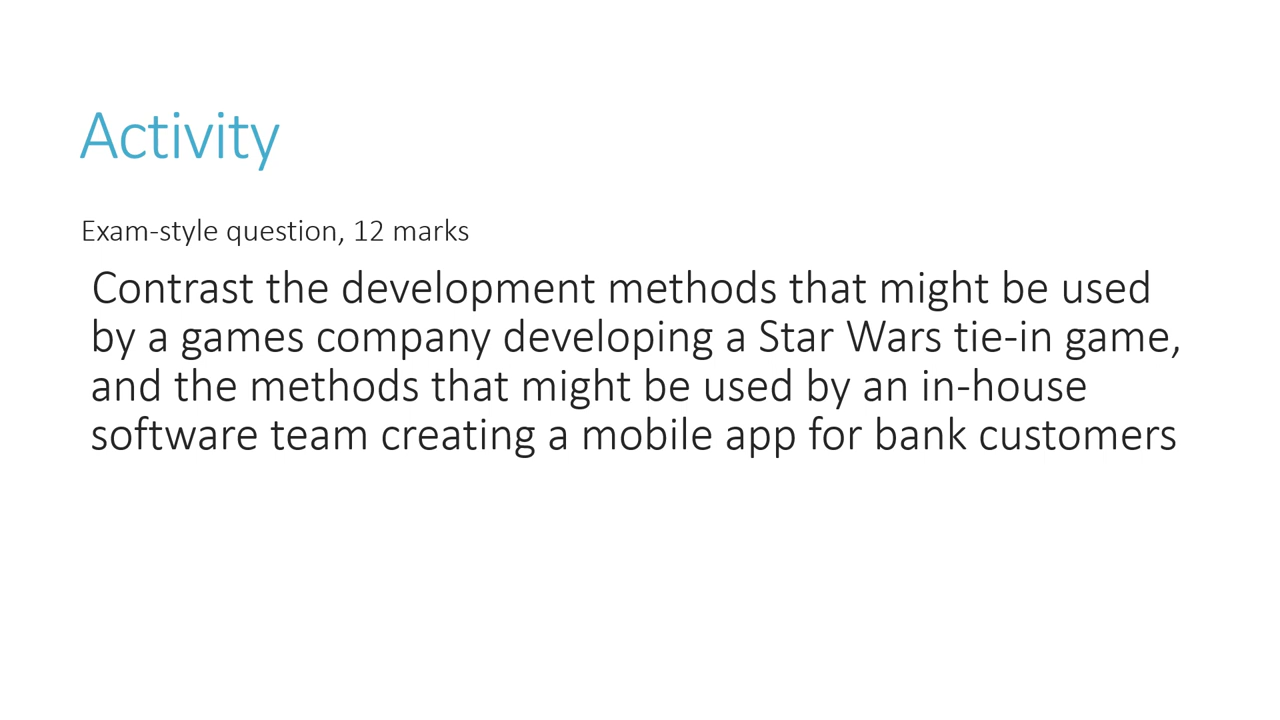 Activity
Exam-style question, 12 marks
Contrast the development methods that might be used
by a games company developing a Star Wars tie-in game,
and the methods that might be used by an in-house
software team creating a mobile app for bank customers